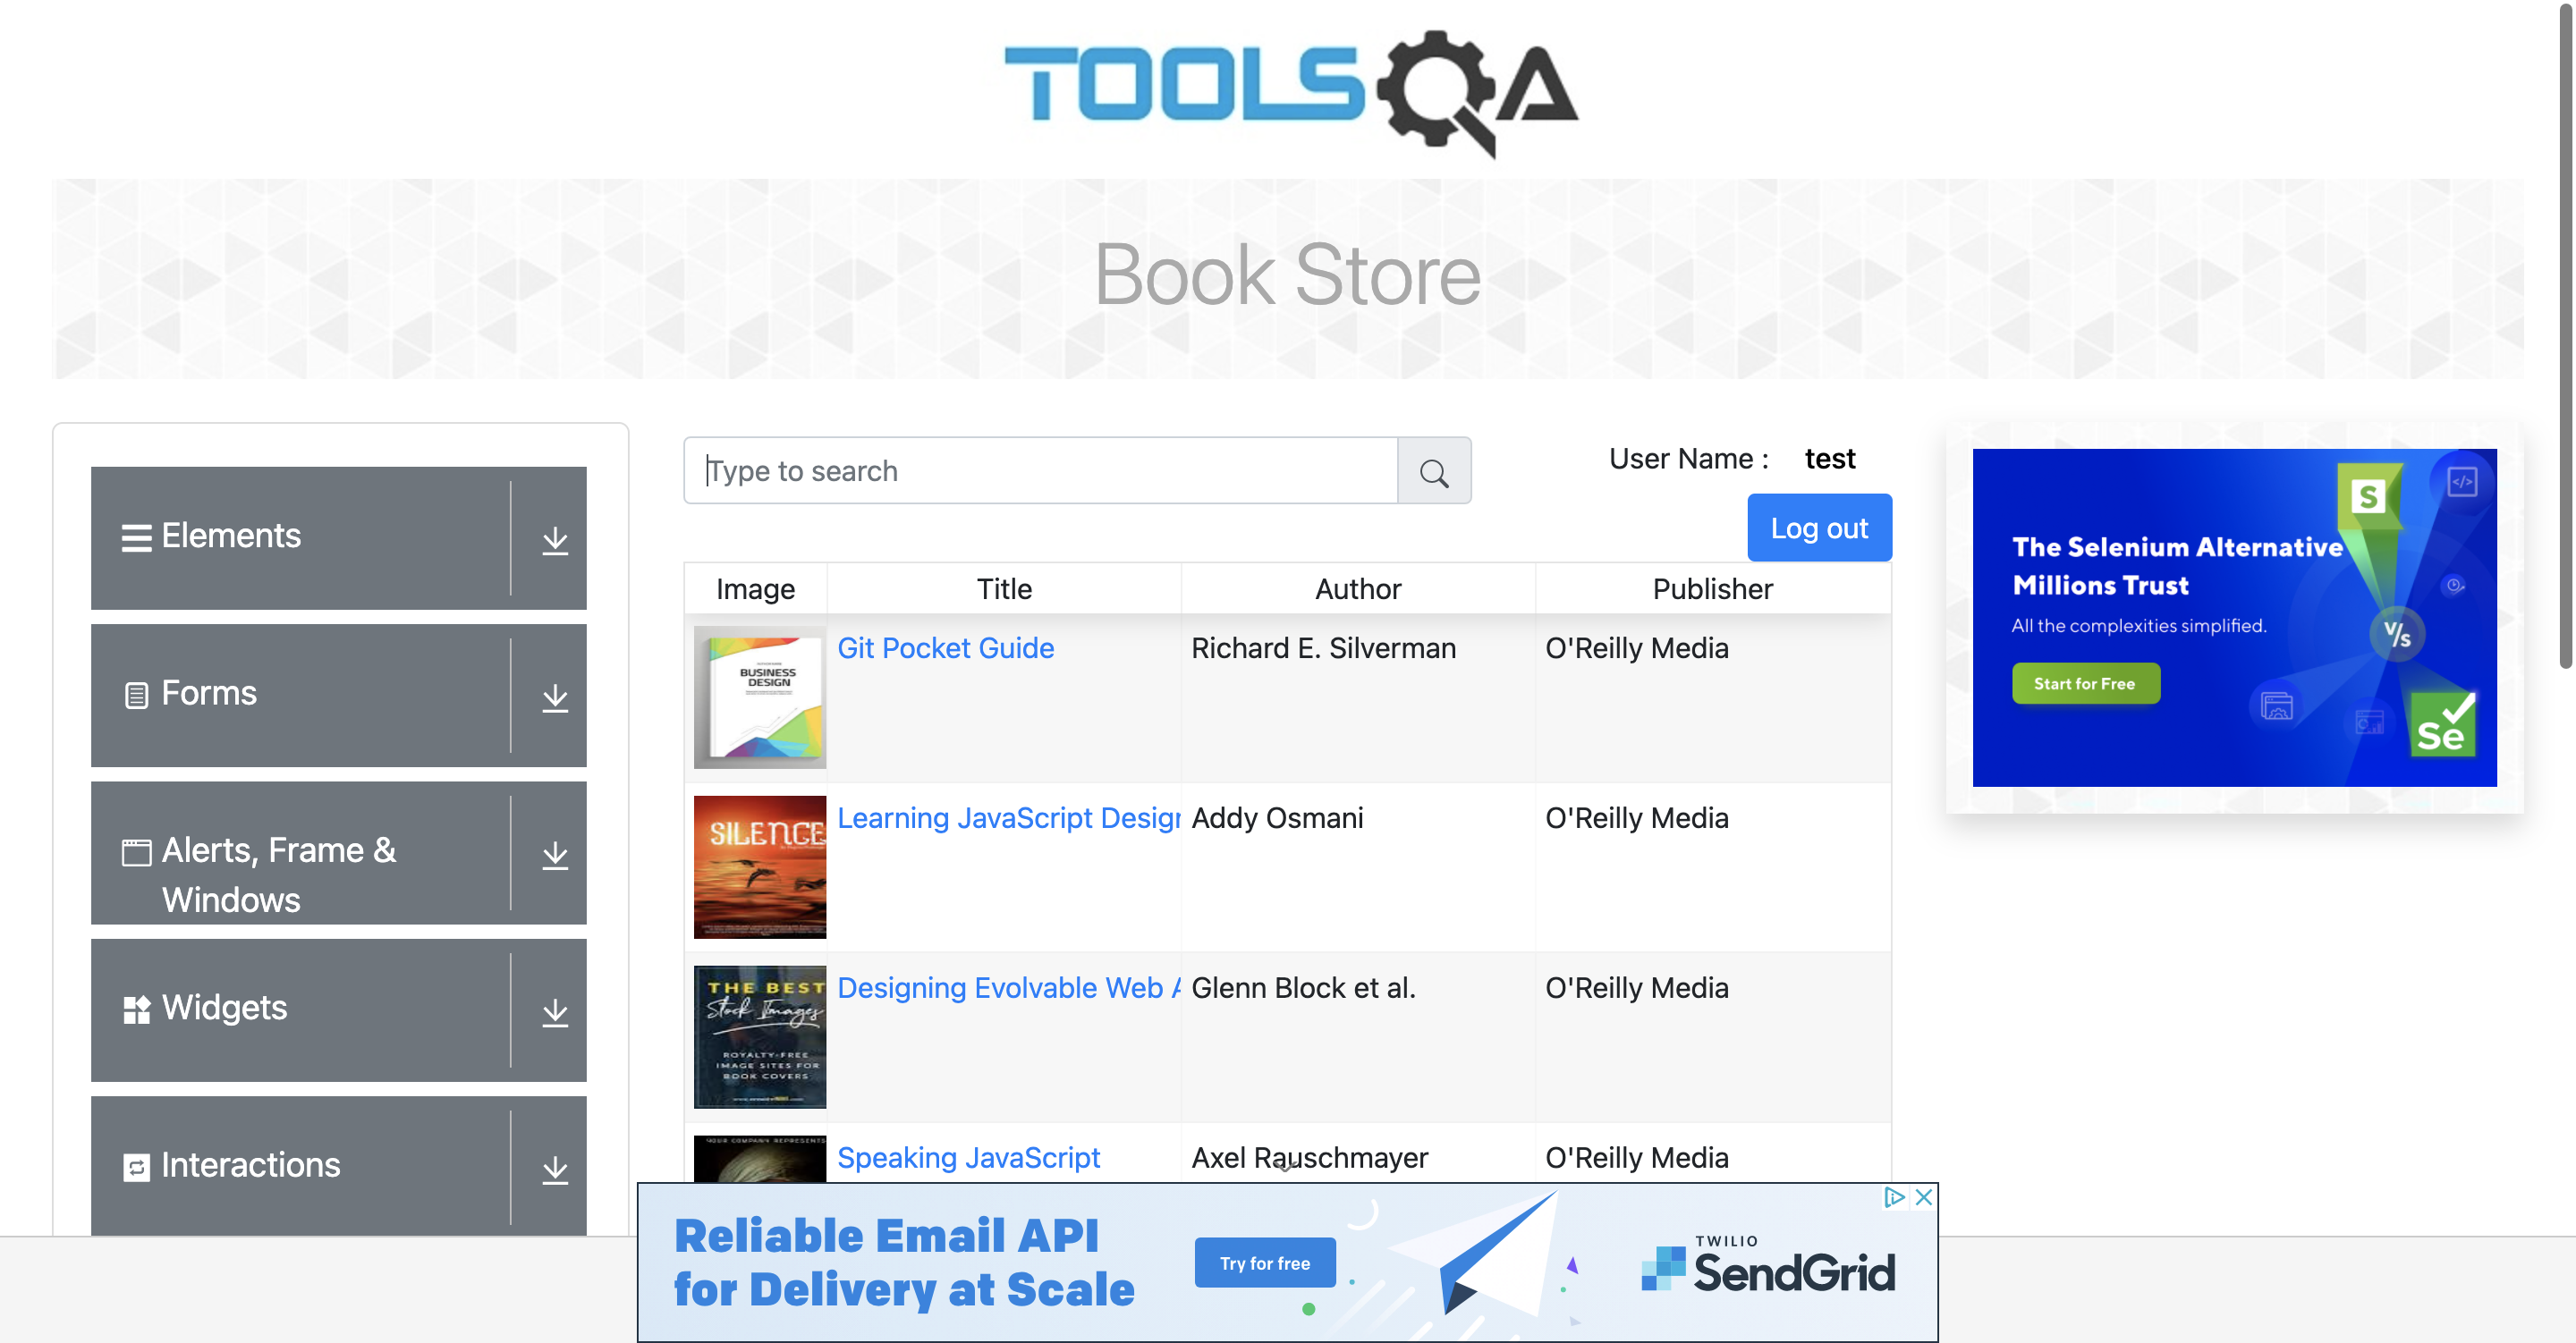 TOOLSQA
Book Store
Elements
Forms
Alerts, Frame &
Windows
Widgets
Interactions
Type to search
User Name : test
Log out
Image Title Author Publisher
BUSINESS
DESIGN
Git Pocket Guide Richard E. Silverman O'Reilly Media
SILENCE
Learning JavaScript Design Addy Osmani O'Reilly Media
THE BEST
Stock Images
ROYALTY-FREE
IMAGE SITES FOR
BOOK COVERS
Designing Evolvable Web A Glenn Block et al. O'Reilly Media
YOUR COMPANY REPRESENTS
Speaking JavaScript Axel Rauschmayer O'Reilly Media
S
</>
The Selenium Alternative
Millions Trust
All the complexities simplified.
V/s
Start for Free
Se
Reliable Email API
for Delivery at Scale
Try for free
TWILIO
SendGrid